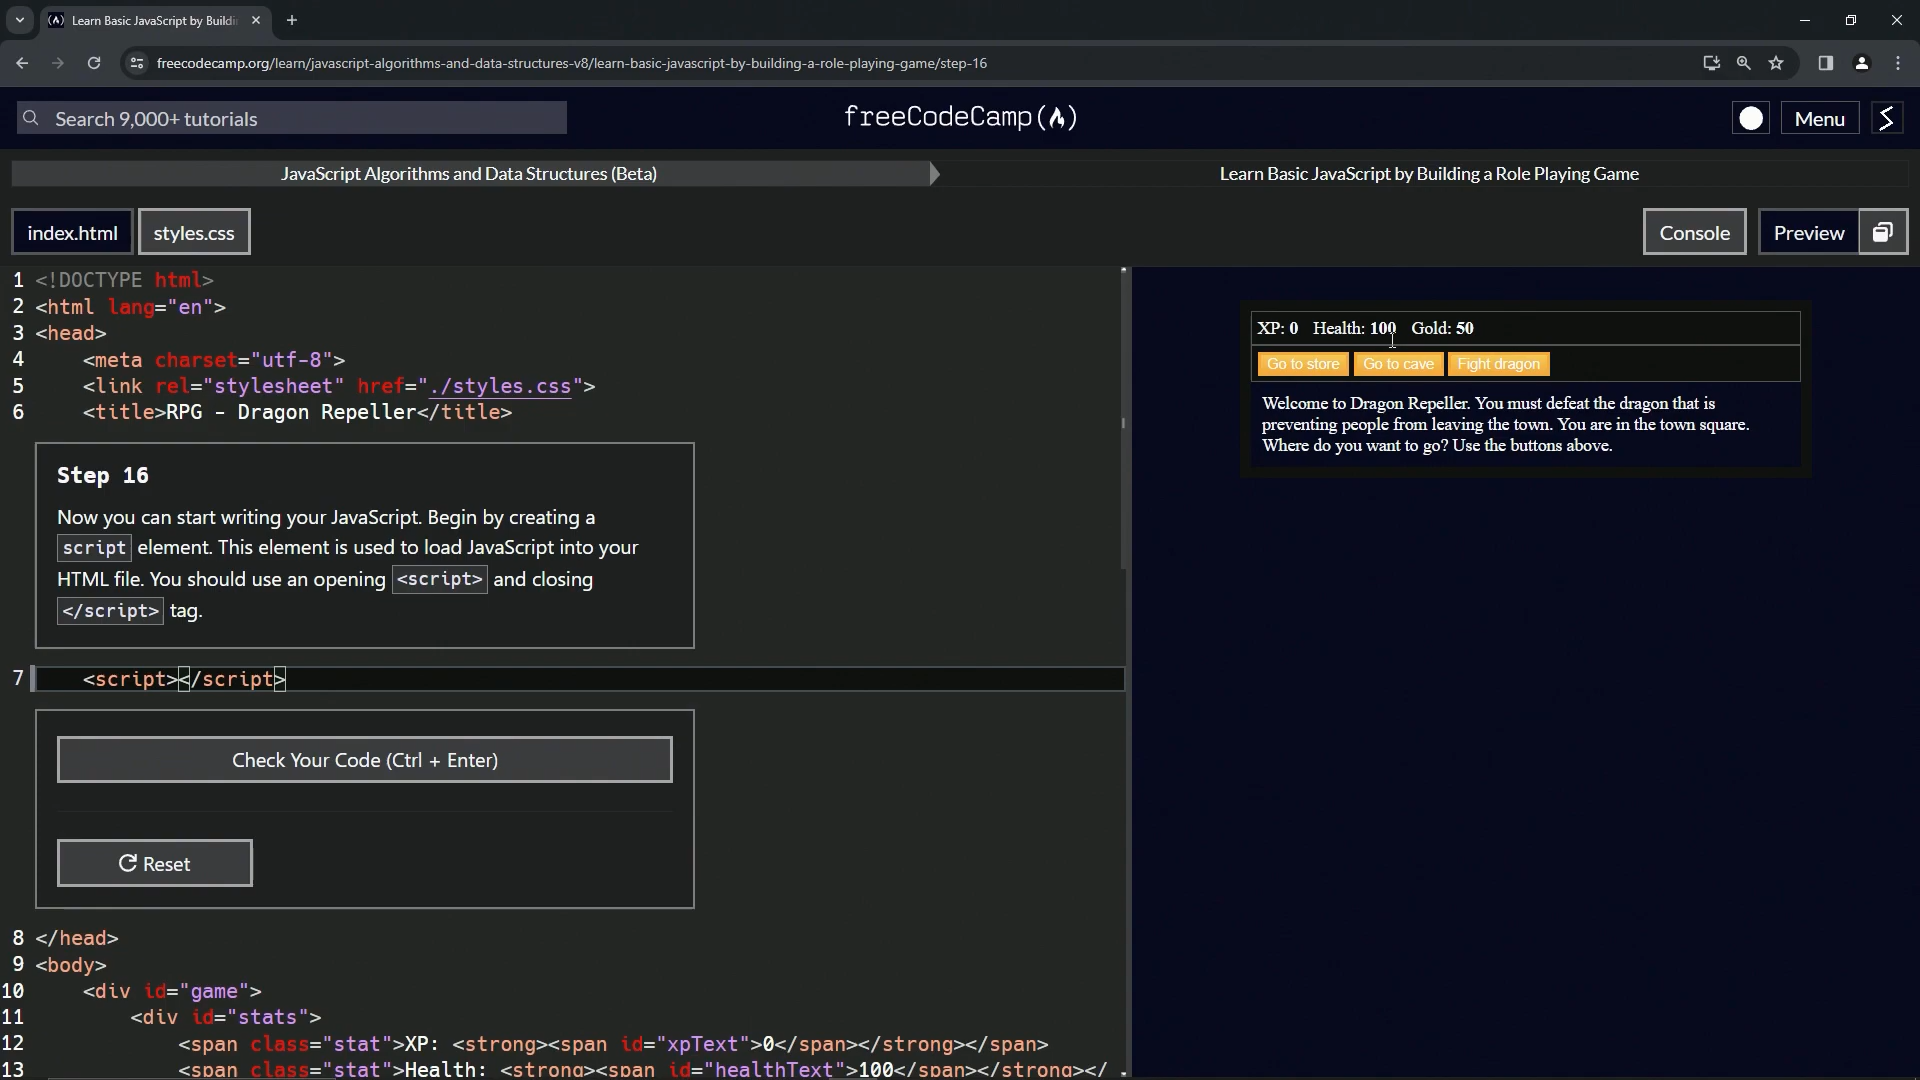 Learn Basic JavaScript by Buildi
freecodecamp.org/learn/javascript-algorithms-and-data-structures-v8/learn-basic-javascript-by-building-a-role-playing-game/step-16
Search 9,000+ tutorials
freeCodeCamp(🔥)
Menu
JavaScript Algorithms and Data Structures (Beta)
Learn Basic JavaScript by Building a Role Playing Game
index.html
styles.css
Console
Preview
1 <!DOCTYPE html>
2 <html lang="en">
3 <head>
4 <meta charset="utf-8">
5 <link rel="stylesheet" href="./styles.css">
6 <title>RPG - Dragon Repeller</title>
Step 16
Now you can start writing your JavaScript. Begin by creating a
script element. This element is used to load JavaScript into your
HTML file. You should use an opening <script> and closing
</script> tag.
7 <script></script>
Check Your Code (Ctrl + Enter)
Reset
8 </head>
9 <body>
10 <div id="game">
11 <div id="stats">
12 <span class="stat">XP: <strong><span id="xpText">0</span></strong></span>
13 <span class="stat">Health: <strong><span id="healthText">100</span></strong></
XP: 0 Health: 100 Gold: 50
Go to store
Go to cave
Fight dragon
Welcome to Dragon Repeller. You must defeat the dragon that is
preventing people from leaving the town. You are in the town square.
Where do you want to go? Use the buttons above.